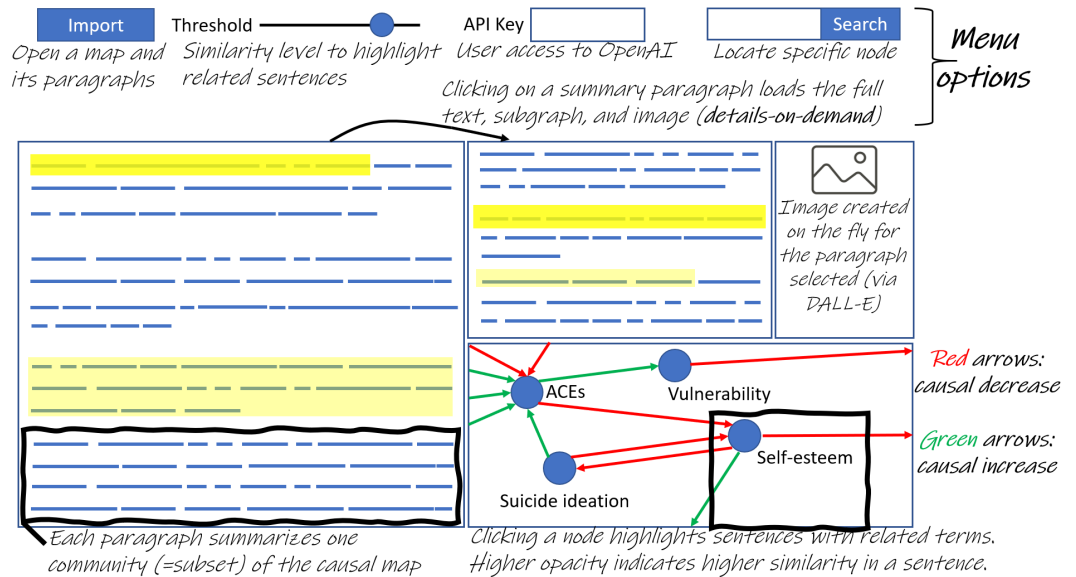 Import
Threshold
API Key
Search
Open a map and
its paragraphs
Similarity level to highlight
related sentences
User access to OpenAI
Locate specific node
Menu
options
Clicking on a summary paragraph loads the full
text, subgraph, and image (details-on-demand)
Image created
on the fly for
the paragraph
selected (via
DALL-E)
ACEs
Vulnerability
Self-esteem
Suicide ideation
Red arrows:
causal decrease
Green arrows:
causal increase
Each paragraph summarizes one
community (=subset) of the causal map
Clicking a node highlights sentences with related terms.
Higher opacity indicates higher similarity in a sentence.